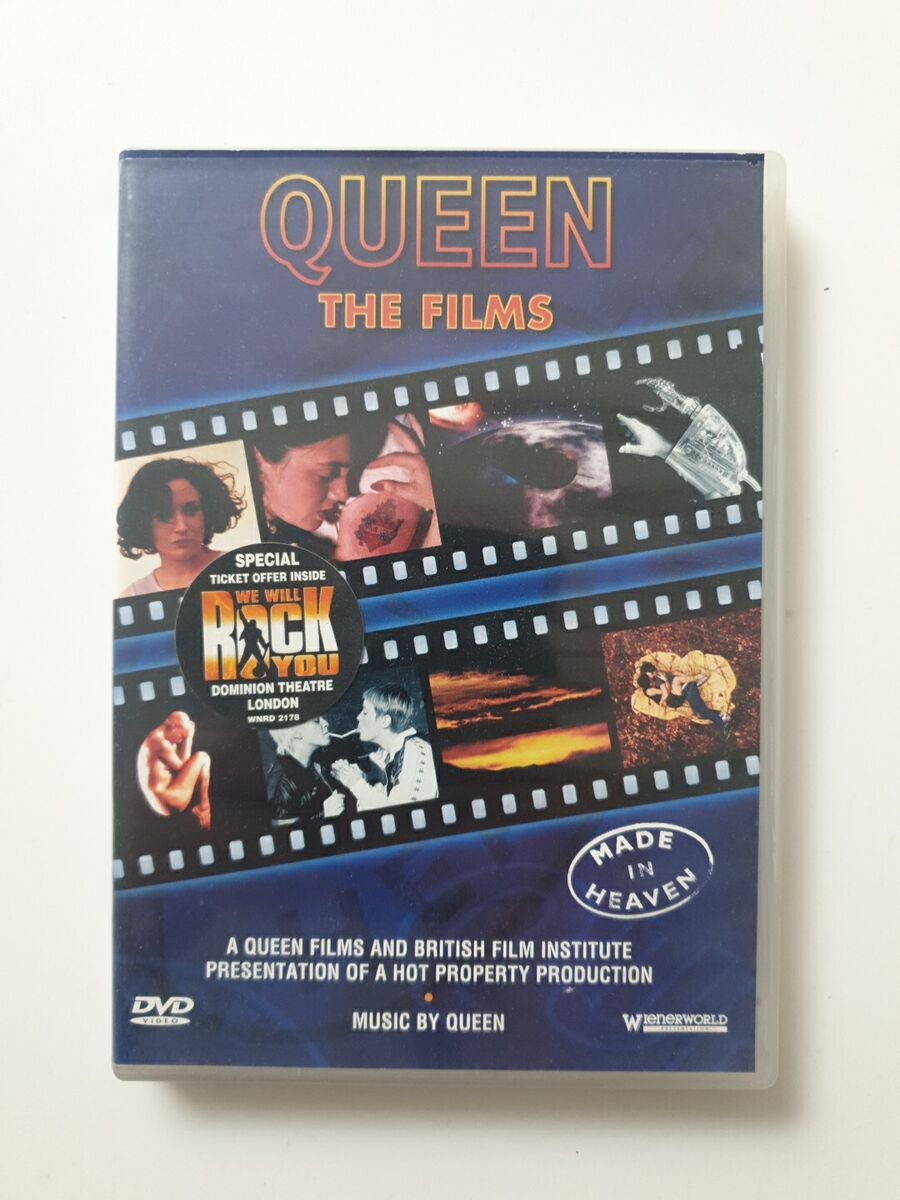 QUEEN
THE FILMS
SPECIAL
TICKET OFFER INSIDE
WE WILL
ROCK
YOU
DOMINION THEATRE
LONDON
WNRD 2178
MADE
IN
HEAVEN
A QUEEN FILMS AND BRITISH FILM INSTITUTE
PRESENTATION OF A HOT PROPERTY PRODUCTION
MUSIC BY QUEEN
DVD
VIDEO
WIENERWORLD
PRESENTATION